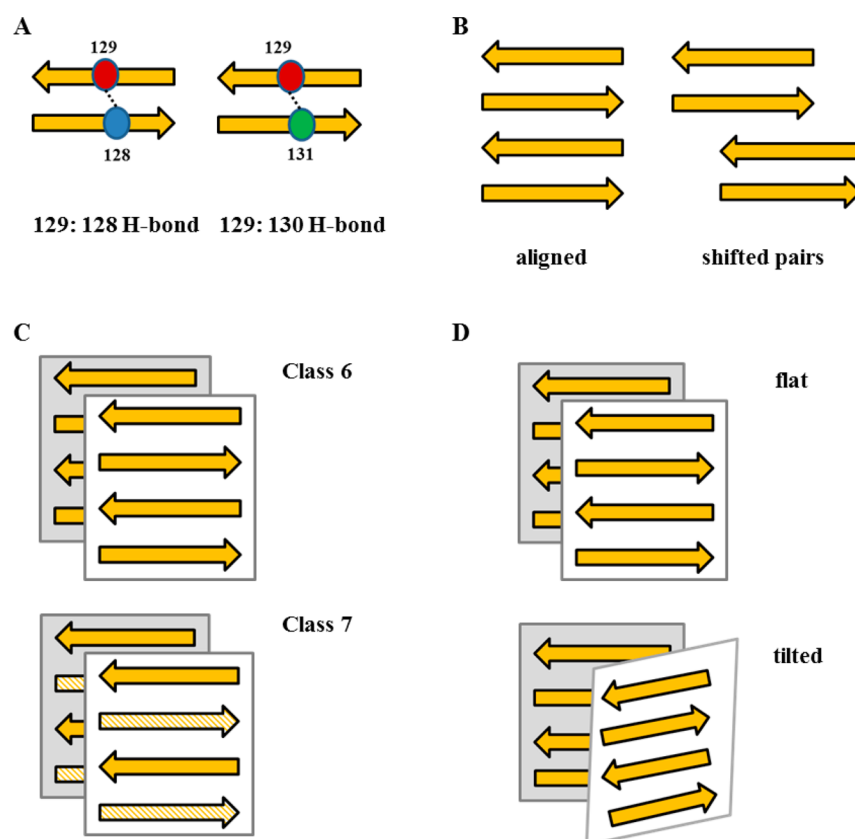 A
129
129
128
131
129: 128 H-bond
129: 130 H-bond
B
aligned
shifted pairs
C
Class 6
Class 7
D
flat
tilted